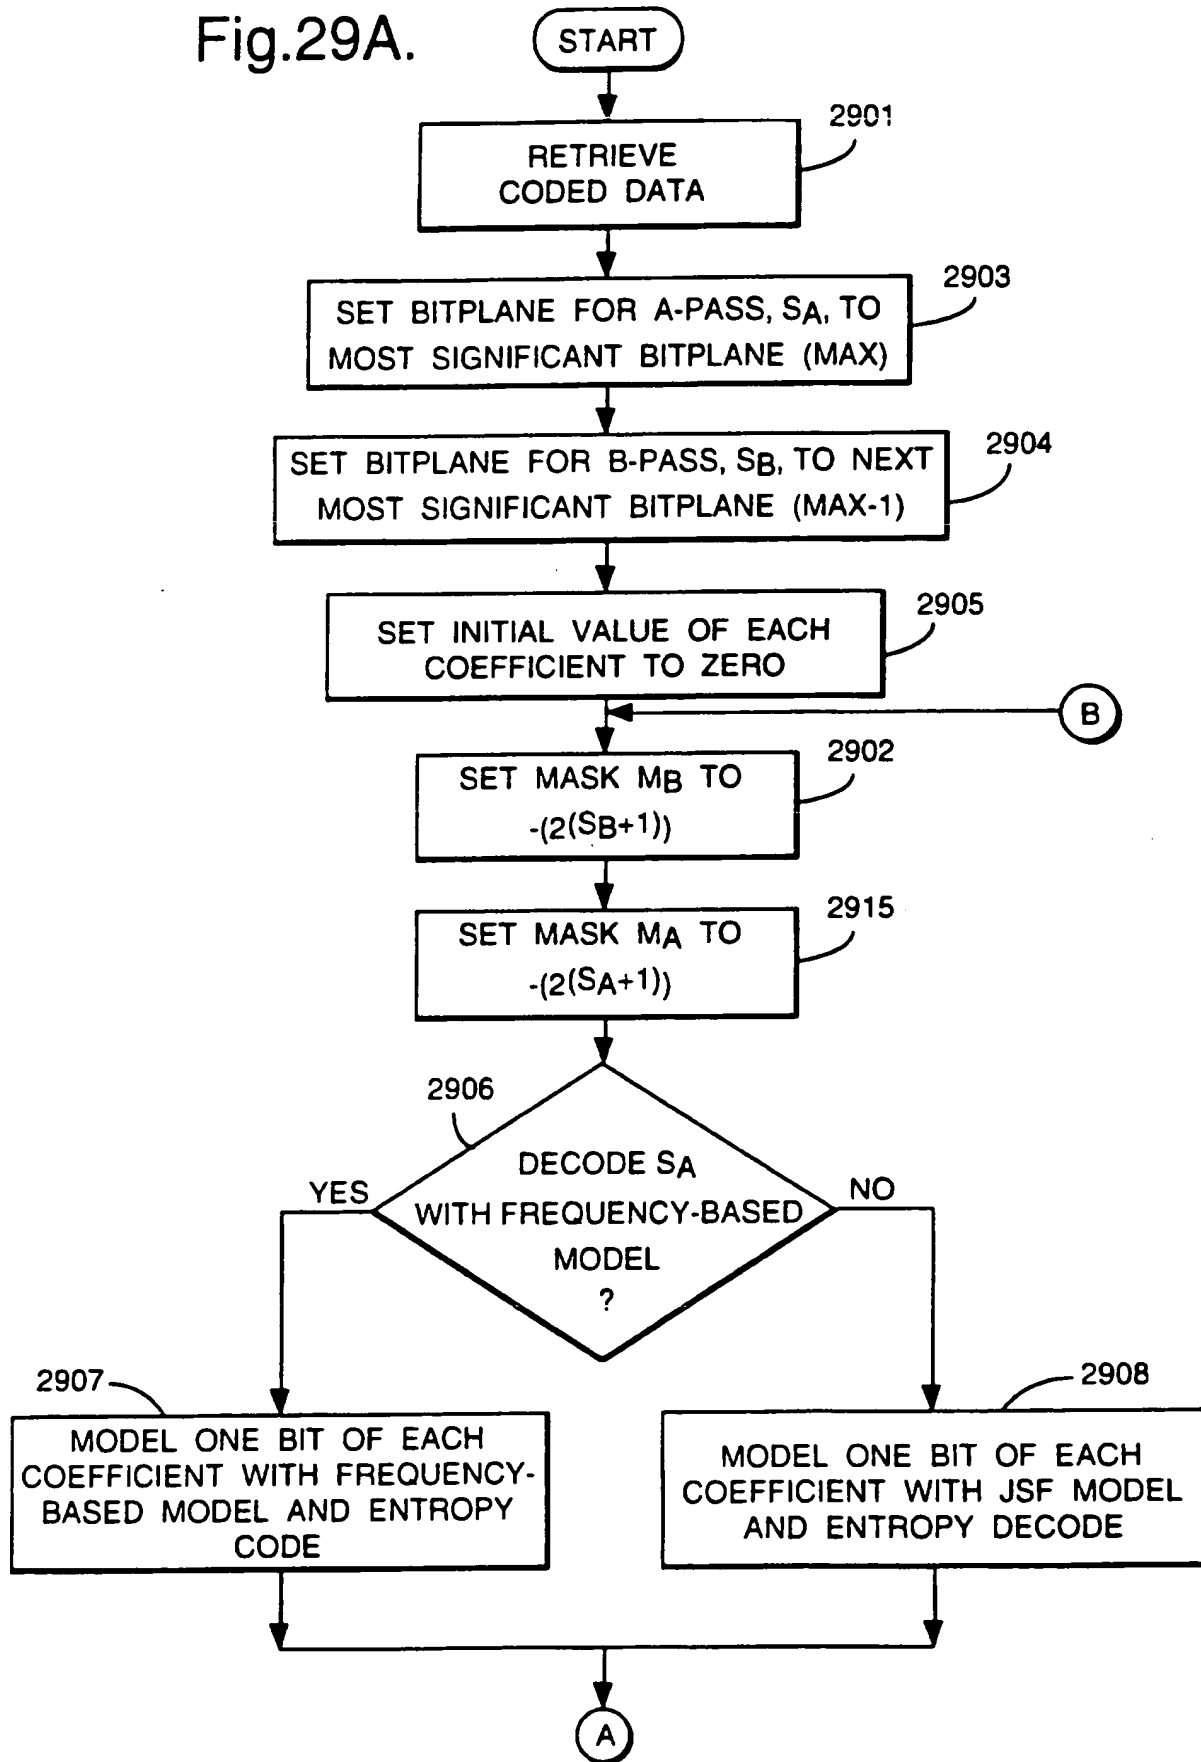 Fig.29A.
START
2901
RETRIEVE
CODED DATA
2903
SET BITPLANE FOR A-PASS, SA, TO
MOST SIGNIFICANT BITPLANE (MAX)
2904
SET BITPLANE FOR B-PASS, SB, TO NEXT
MOST SIGNIFICANT BITPLANE (MAX-1)
2905
SET INITIAL VALUE OF EACH
COEFFICIENT TO ZERO
B
2902
SET MASK MB TO
-(2(SB+1))
2915
SET MASK MA TO
-(2(SA+1))
2906
DECODE SA
WITH FREQUENCY-BASED
MODEL
?
YES
NO
2907
MODEL ONE BIT OF EACH
COEFFICIENT WITH FREQUENCY-
BASED MODEL AND ENTROPY
CODE
2908
MODEL ONE BIT OF EACH
COEFFICIENT WITH JSF MODEL
AND ENTROPY DECODE
A